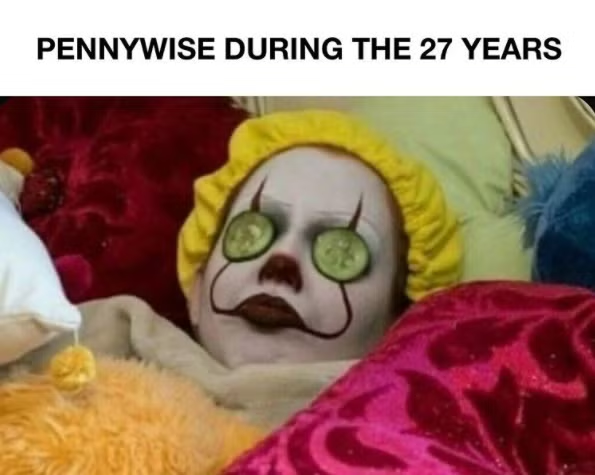 PENNYWISE DURING THE 27 YEARS